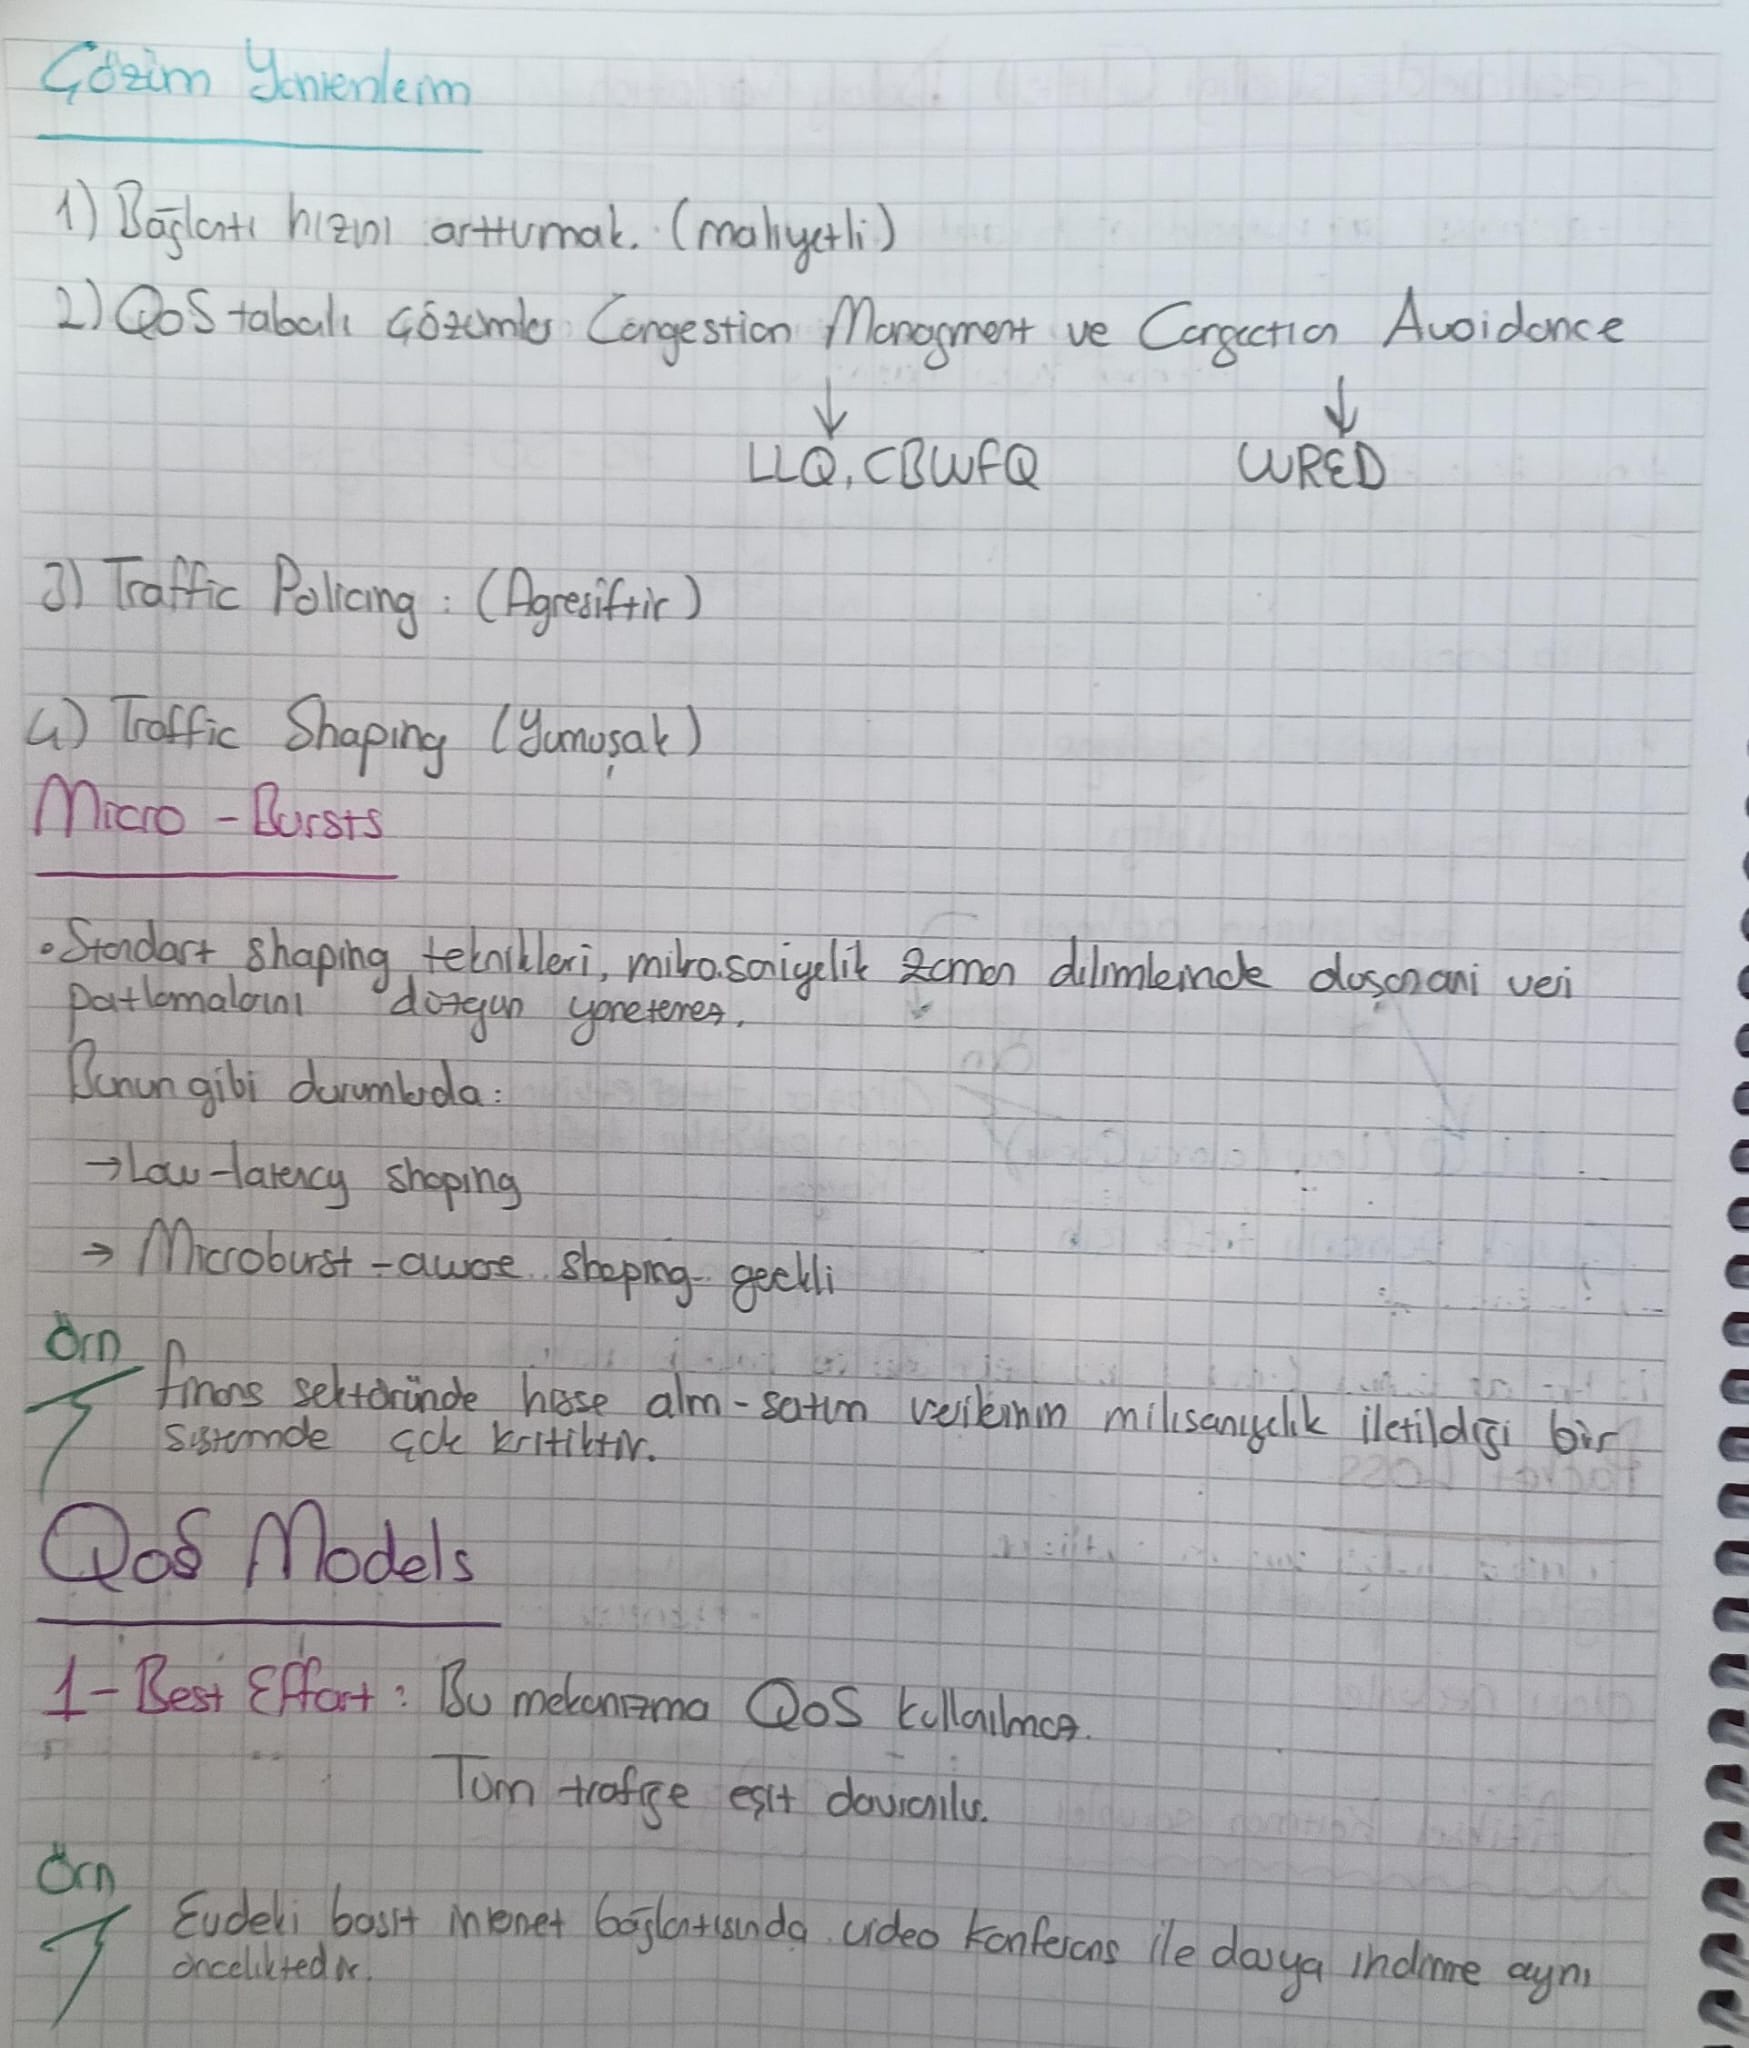 Çözüm Yöntemleri
1) Bağlantı hızını arttırmak. (maliyetli)
2) QoS tabanlı çözümler Congestion Managment ve Congection Avoidance
↓ ↓
LLQ, CBWFQ WRED
3) Traffic Policing : (Agresiftir)
4) Traffic Shaping (Yumuşak)
Micro - Bursts
• Standart shaping teknikleri, mikrosaniyelik zaman dilimlerinde oluşan ani veri
patlamalarını düzgün yönetemez.
Bunun gibi durumlarda:
→ Low-latency shaping
→ Microburst - aware shaping gerekli
Örn
finans sektöründe hisse alım-satım verilerinin milisaniyelik iletildiği bir
sistemde çok kritiktir.
QoS Models
1- Best Effort : Bu mekanizma QoS kullanılmaz.
Tüm trafiğe eşit davranılır.
Örn
Evdeki basit internet bağlantısında video konferans ile dosya indirme aynı
önceliktedir.